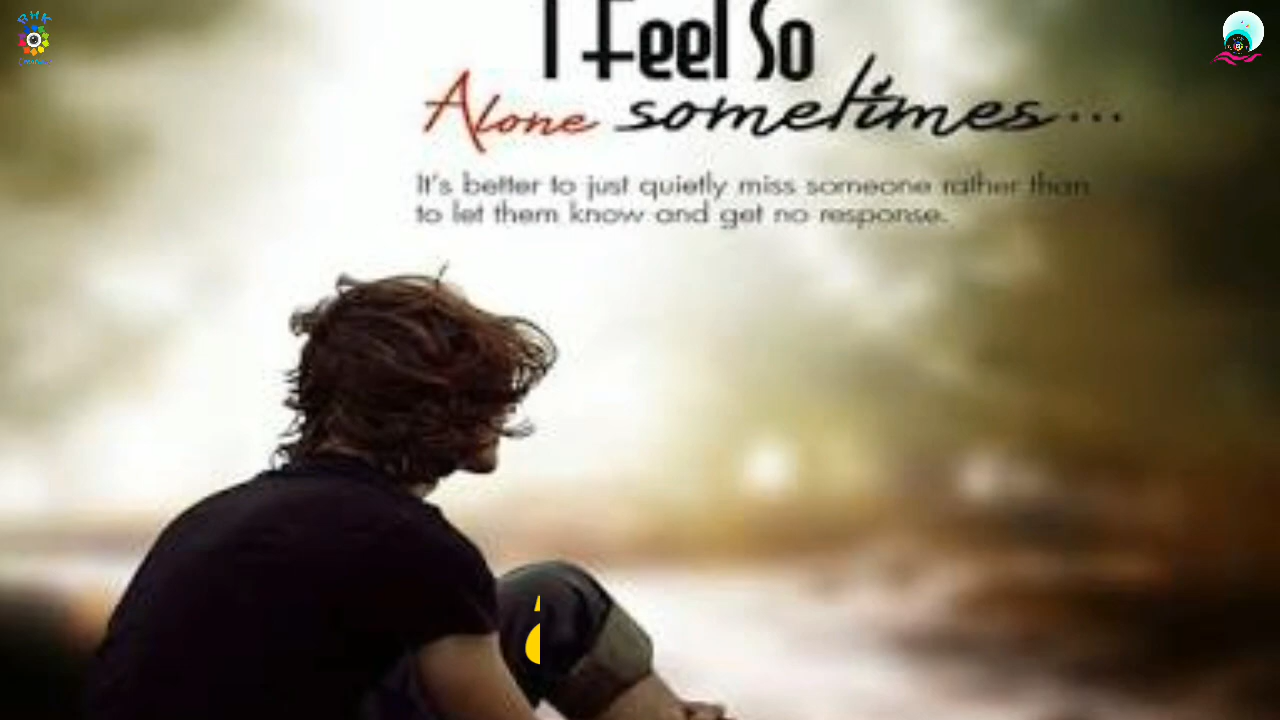 I Feel So
Alone sometimes...
It's better to just quietly miss someone rather than
to let them know and get no response.